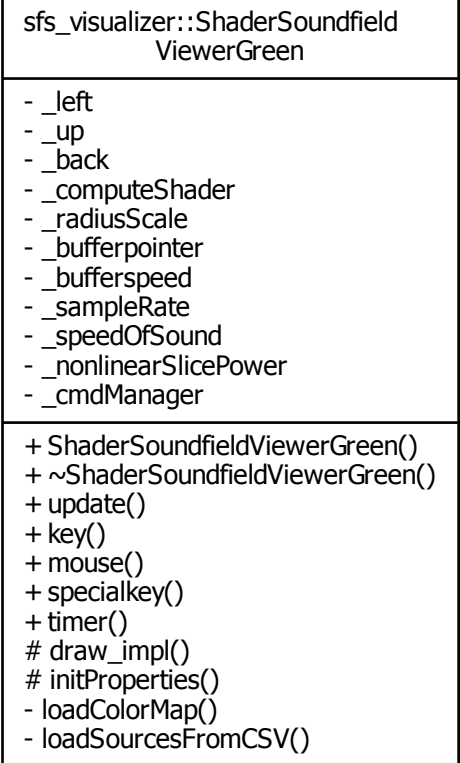 sfs_visualizer::ShaderSoundfield
ViewerGreen
- _left
- _up
- _back
- _computeShader
- _radiusScale
- _bufferpointer
- _bufferspeed
- _sampleRate
- _speedOfSound
- _nonlinearSlicePower
- _cmdManager
+ ShaderSoundfieldViewerGreen()
+ ~ShaderSoundfieldViewerGreen()
+ update()
+ key()
+ mouse()
+ specialkey()
+ timer()
# draw_impl()
# initProperties()
- loadColorMap()
- loadSourcesFromCSV()